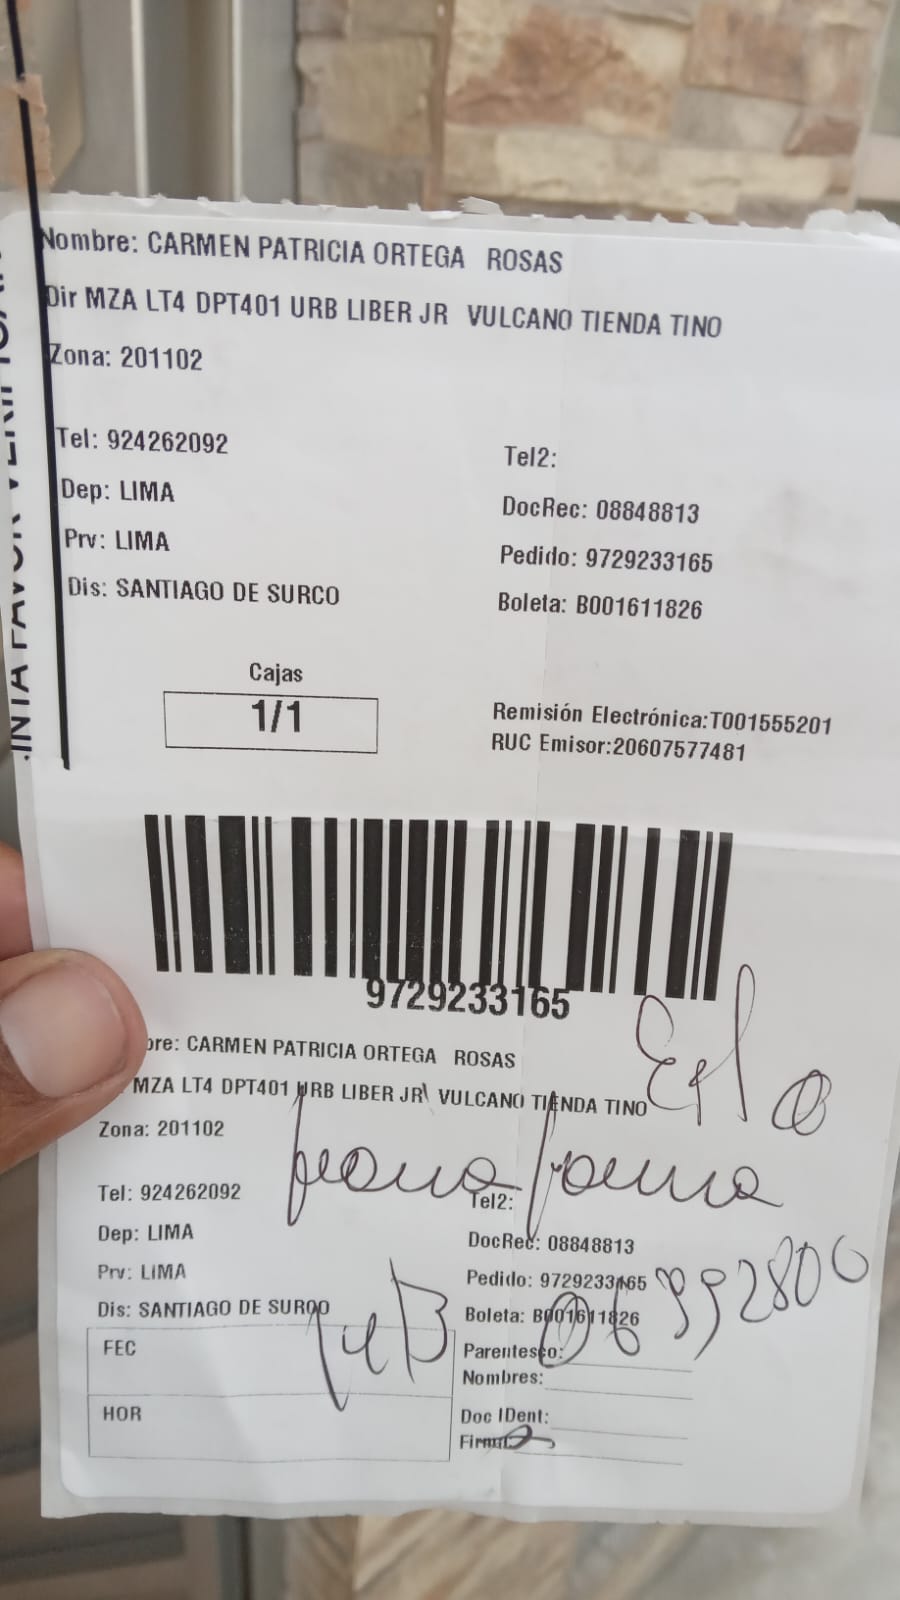 Nombre: CARMEN PATRICIA ORTEGA ROSAS
Dir MZA LT4 DPT401 URB LIBER JR VULCANO TIENDA TINO
Zona: 201102
Tel: 924262092
Tel2:
Dep: LIMA
DocRec: 08848813
Prv: LIMA
Pedido: 9729233165
Dis: SANTIAGO DE SURCO
Boleta: B001611826
Cajas
1/1
Remisión Electrónica:T001555201
RUC Emisor:20607577481
9729233165
bre: CARMEN PATRICIA ORTEGA ROSAS
MZA LT4 DPT401 URB LIBER JR VULCANO TIENDA TINO
Zona: 201102
Tel: 924262092
Tel2:
Dep: LIMA
DocRec: 08848813
Prv: LIMA
Pedido: 9729233165
Dis: SANTIAGO DE SURCO
Boleta: B001611826
FEC
Parentesco:
Nombres:
HOR
Doc IDent:
Firma: